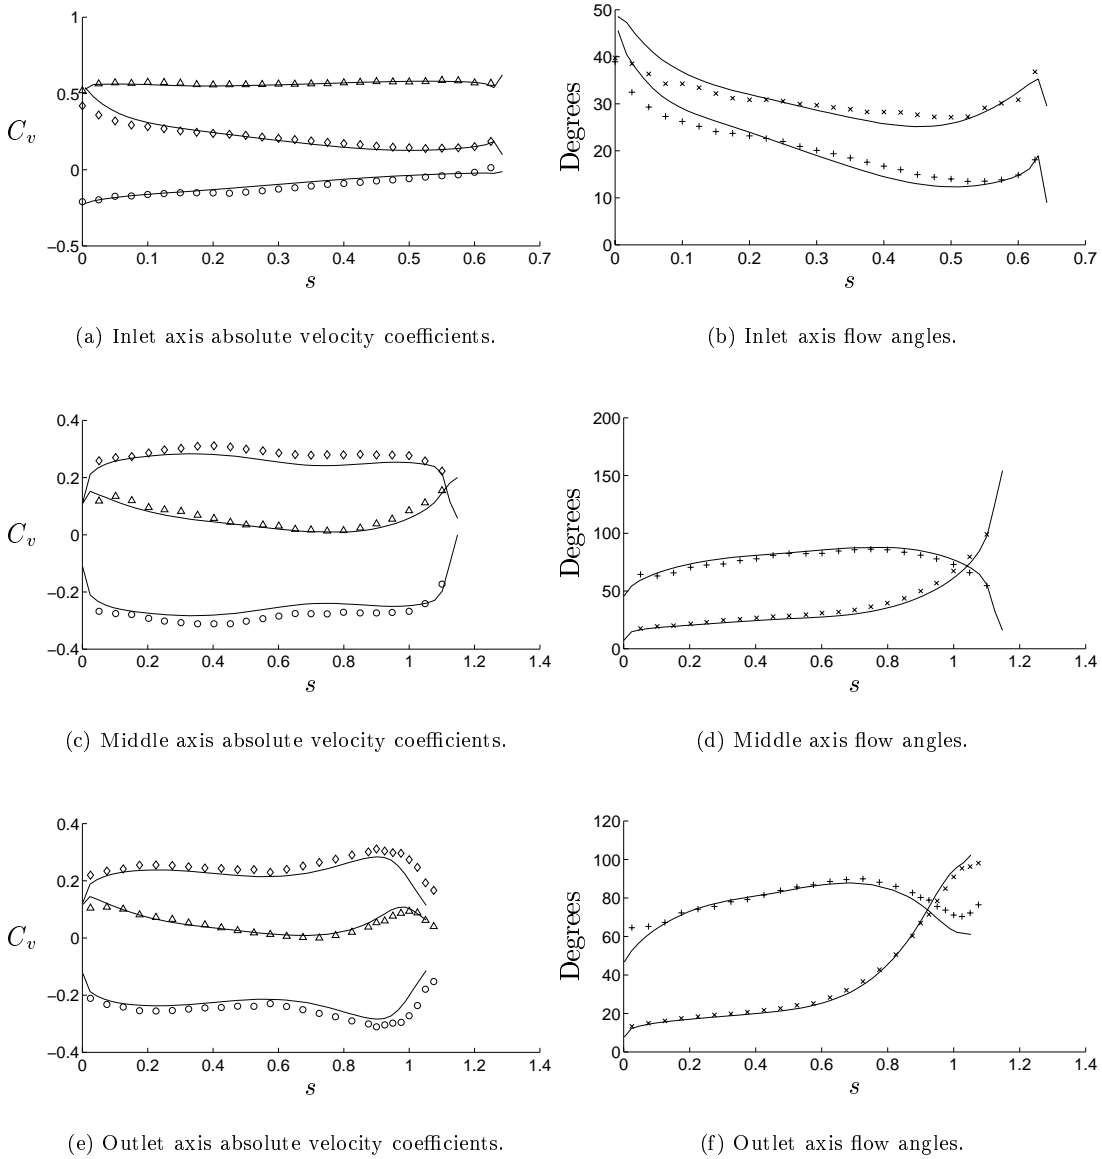 1
0.5
0
−0.5
C_v
0 0.1 0.2 0.3 0.4 0.5 0.6 0.7
s
(a) Inlet axis absolute velocity coefficients.
50
40
30
20
10
0
Degrees
0 0.1 0.2 0.3 0.4 0.5 0.6 0.7
s
(b) Inlet axis flow angles.
0.4
0.2
0
−0.2
−0.4
C_v
0 0.2 0.4 0.6 0.8 1 1.2 1.4
s
(c) Middle axis absolute velocity coefficients.
200
150
100
50
0
Degrees
0 0.2 0.4 0.6 0.8 1 1.2 1.4
s
(d) Middle axis flow angles.
0.4
0.2
0
−0.2
−0.4
C_v
0 0.2 0.4 0.6 0.8 1 1.2 1.4
s
(e) Outlet axis absolute velocity coefficients.
120
100
80
60
40
20
0
Degrees
0 0.2 0.4 0.6 0.8 1 1.2 1.4
s
(f) Outlet axis flow angles.